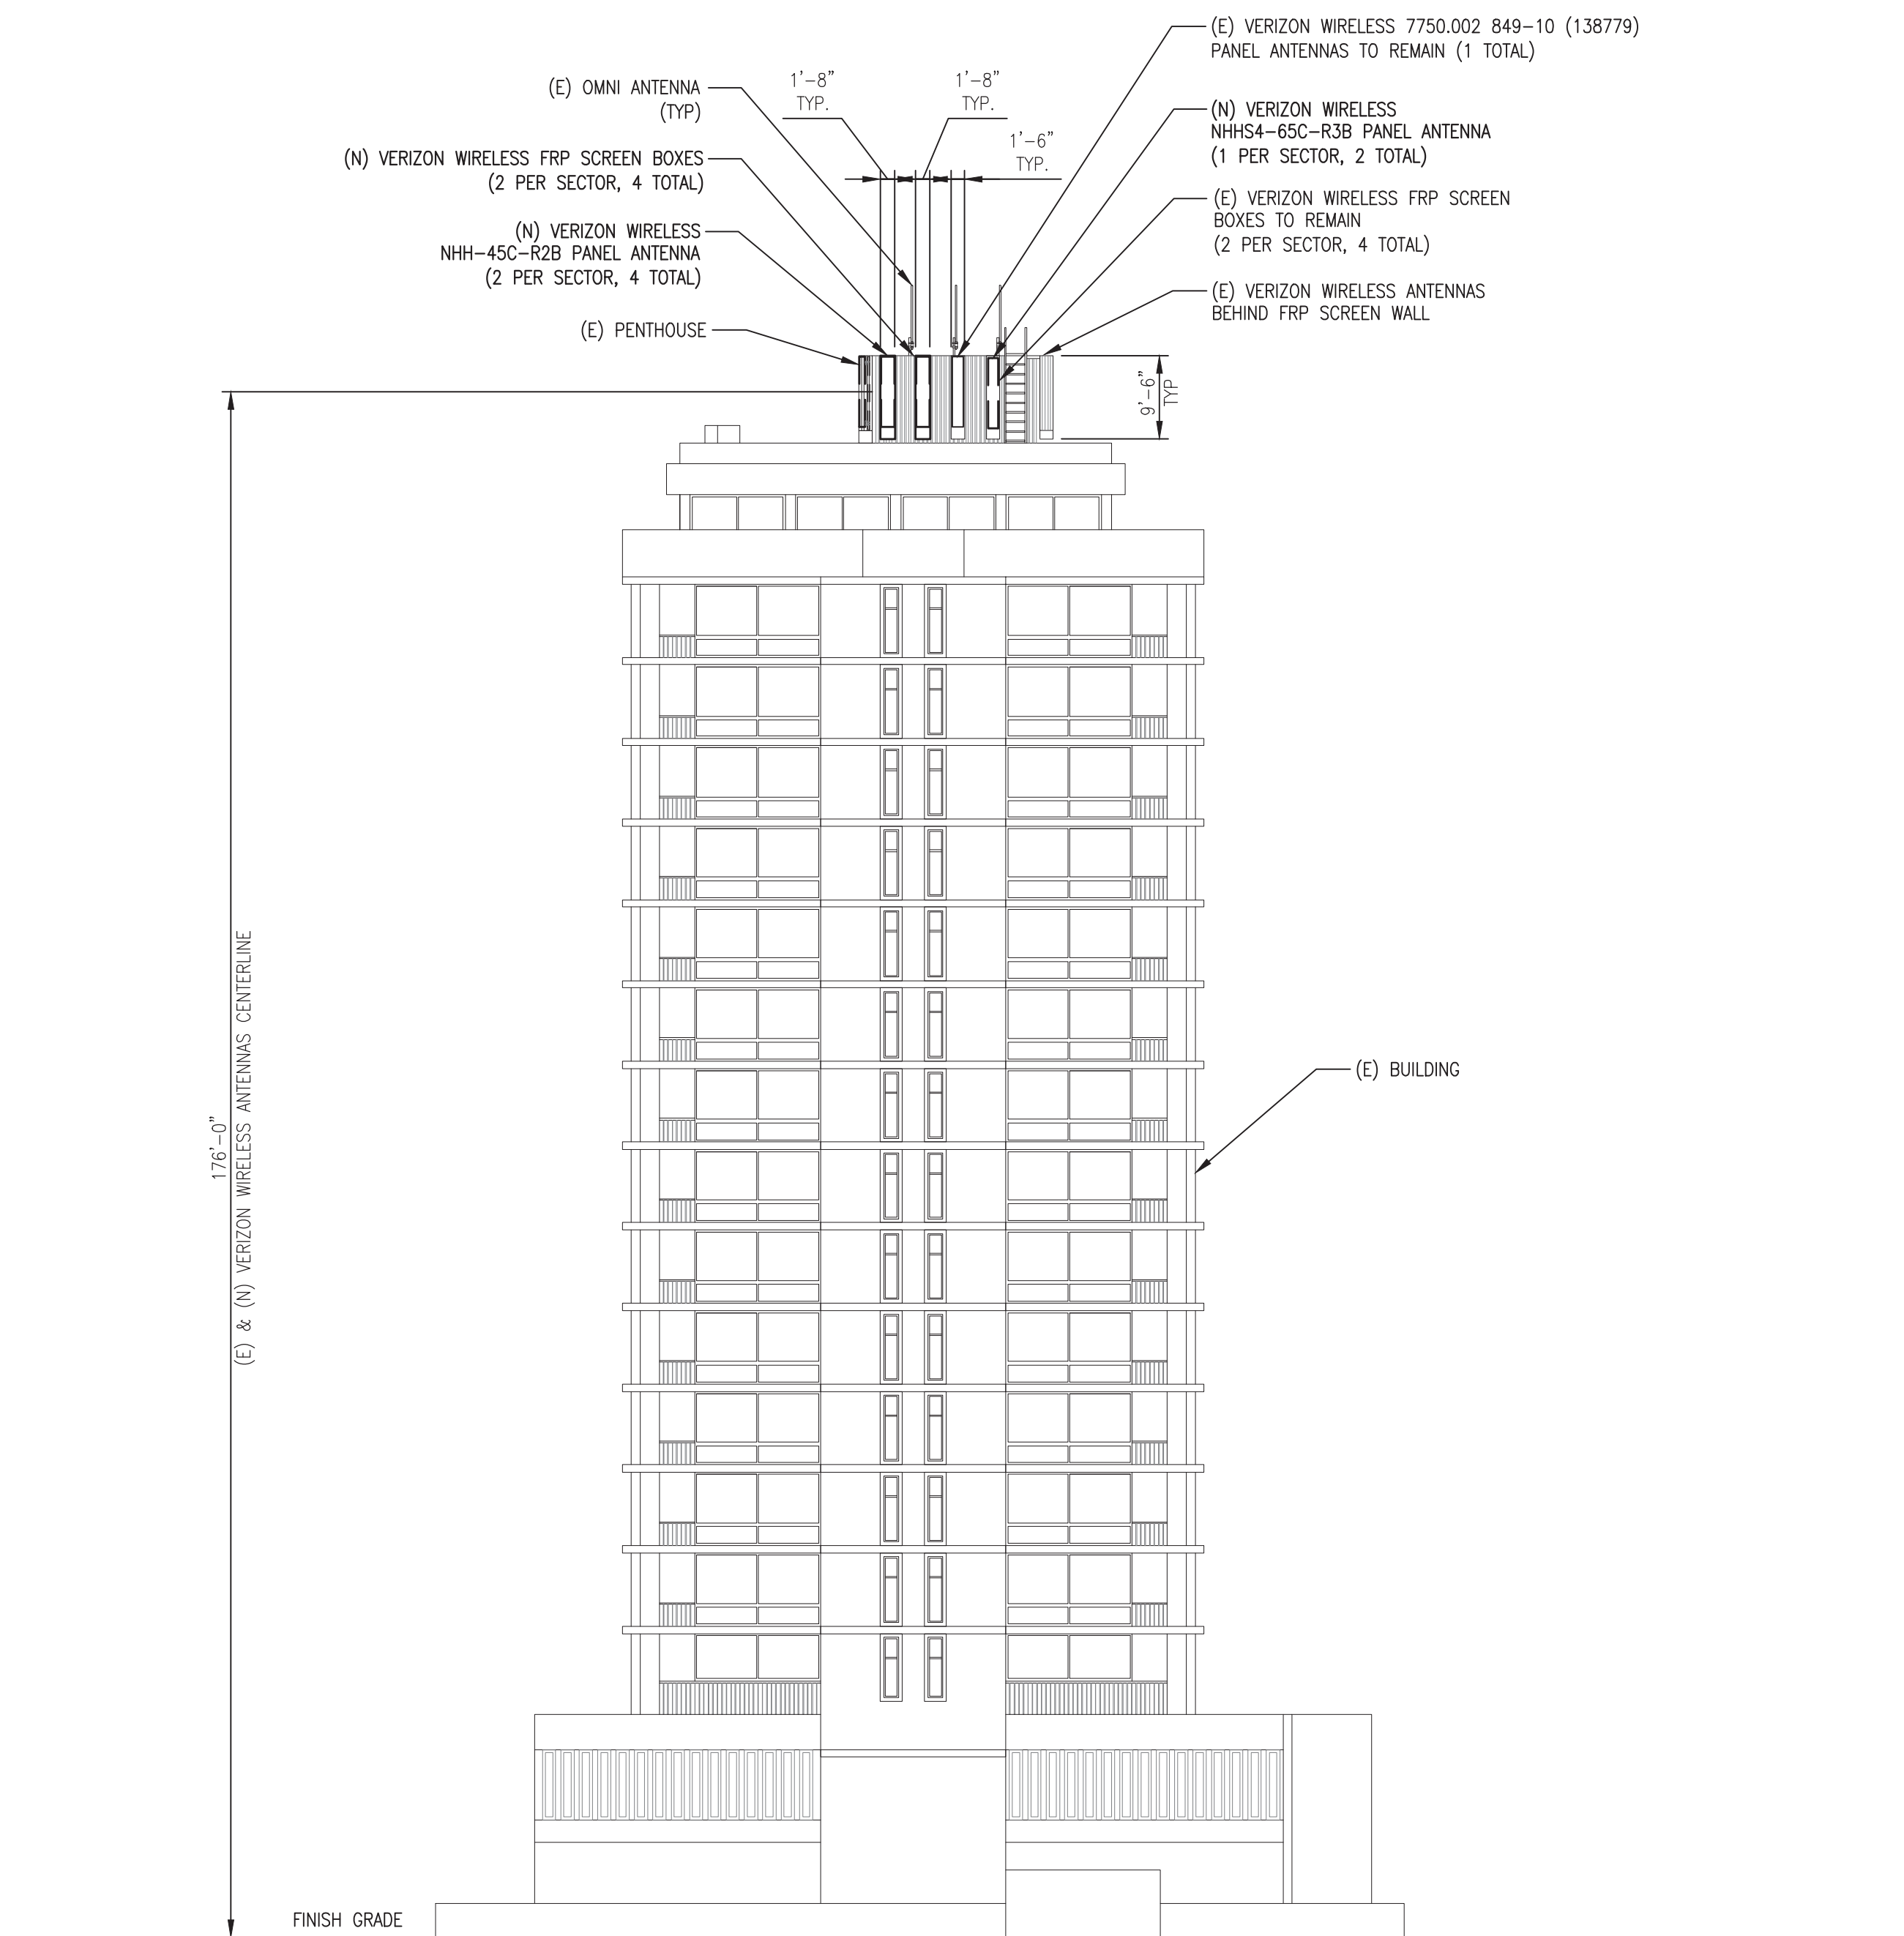 (E) VERIZON WIRELESS 7750.002 849-10 (138779)
PANEL ANTENNAS TO REMAIN (1 TOTAL)
(E) OMNI ANTENNA
(TYP)
1'-8"
TYP.
1'-8"
TYP.
1'-6"
TYP.
(N) VERIZON WIRELESS
NHHS4-65C-R3B PANEL ANTENNA
(1 PER SECTOR, 2 TOTAL)
(N) VERIZON WIRELESS FRP SCREEN BOXES
(2 PER SECTOR, 4 TOTAL)
(E) VERIZON WIRELESS FRP SCREEN
BOXES TO REMAIN
(2 PER SECTOR, 4 TOTAL)
(N) VERIZON WIRELESS
NHH-45C-R2B PANEL ANTENNA
(2 PER SECTOR, 4 TOTAL)
(E) VERIZON WIRELESS ANTENNAS
BEHIND FRP SCREEN WALL
(E) PENTHOUSE
9'-6"
TYP
176'-0"
(E) & (N) VERIZON WIRELESS ANTENNAS CENTERLINE
(E) BUILDING
FINISH GRADE